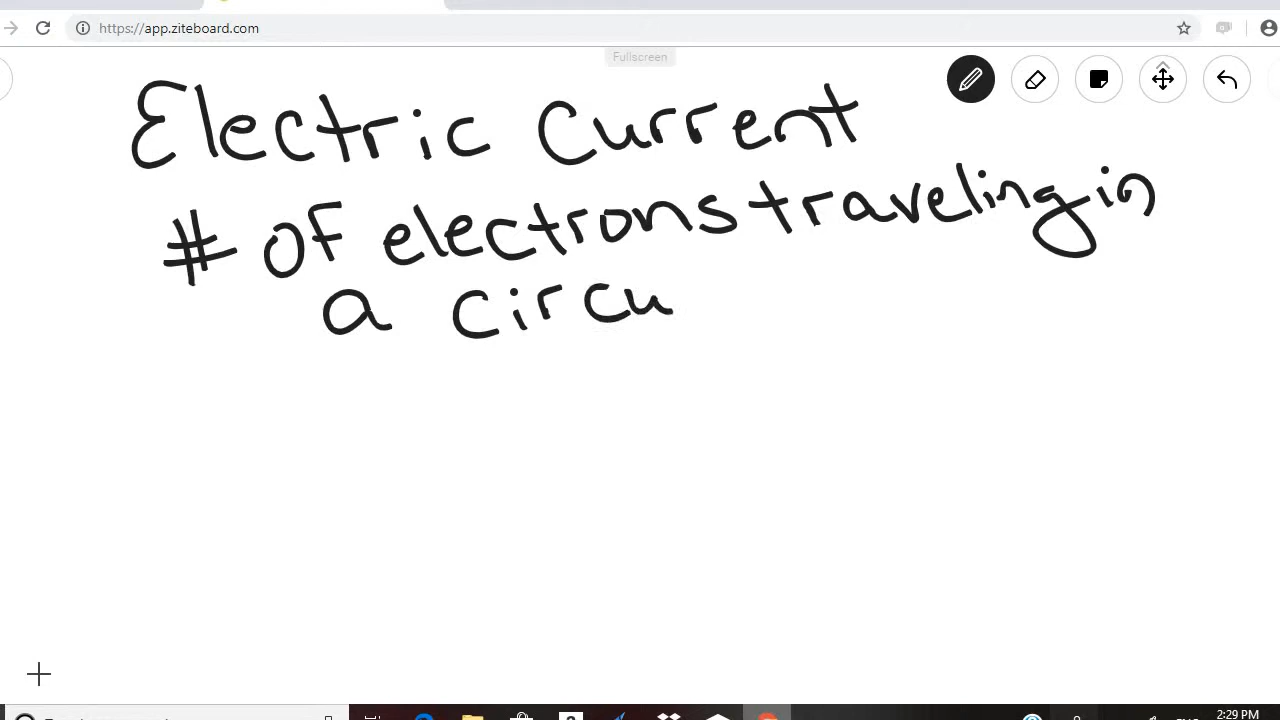 https://app.ziteboard.com
Fullscreen
Electric Current
# of electrons traveling in
a circu
2:29 PM